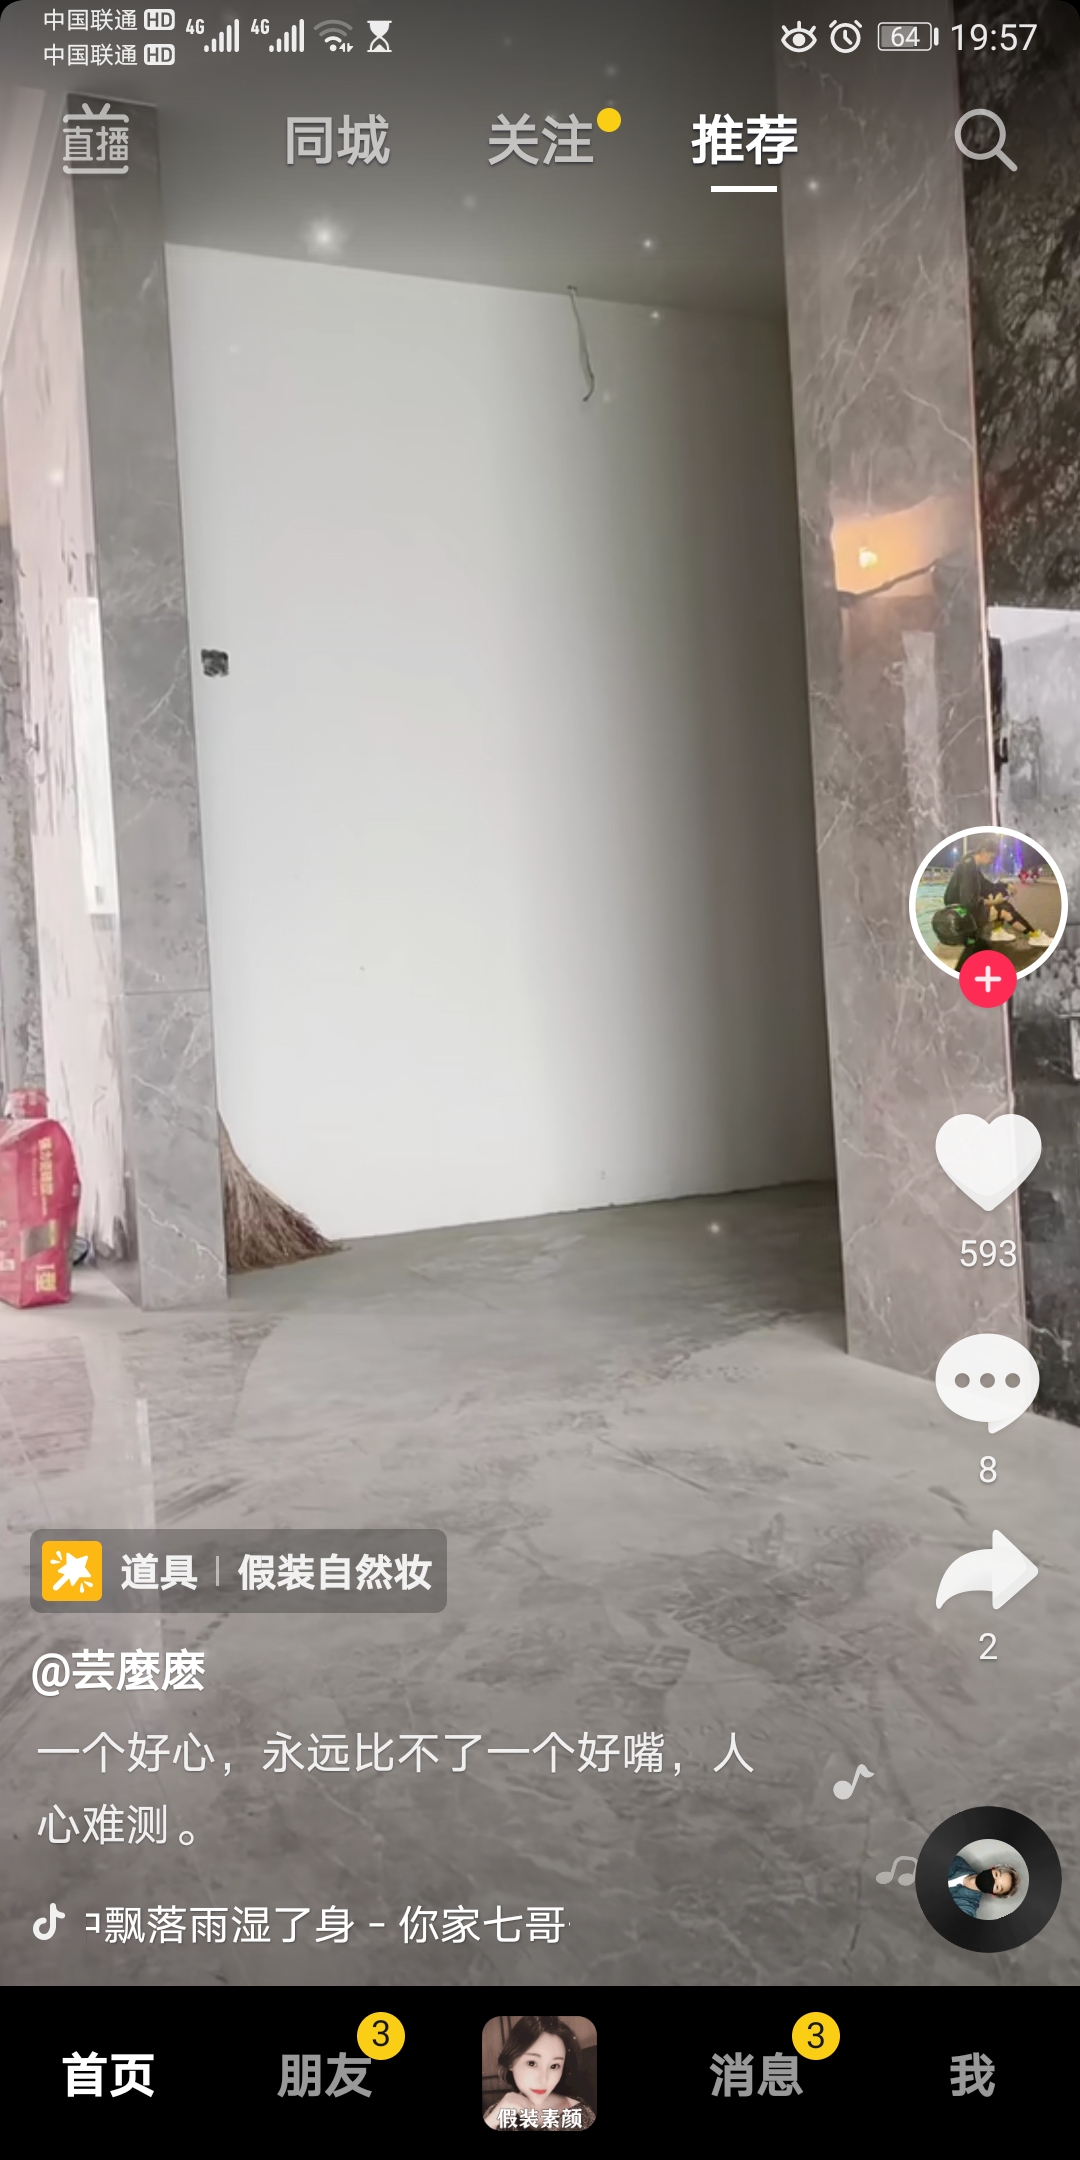 中国联通 HD 4G 4G 64 19:57
中国联通 HD
直播 同城 关注 推荐
593
8
2
道具 | 假装自然妆
@芸麼麽
一个好心，永远比不了一个好嘴，人
心难测。
飘落雨湿了身 - 你家七哥
首页 朋友 3 假装素颜 消息 3 我